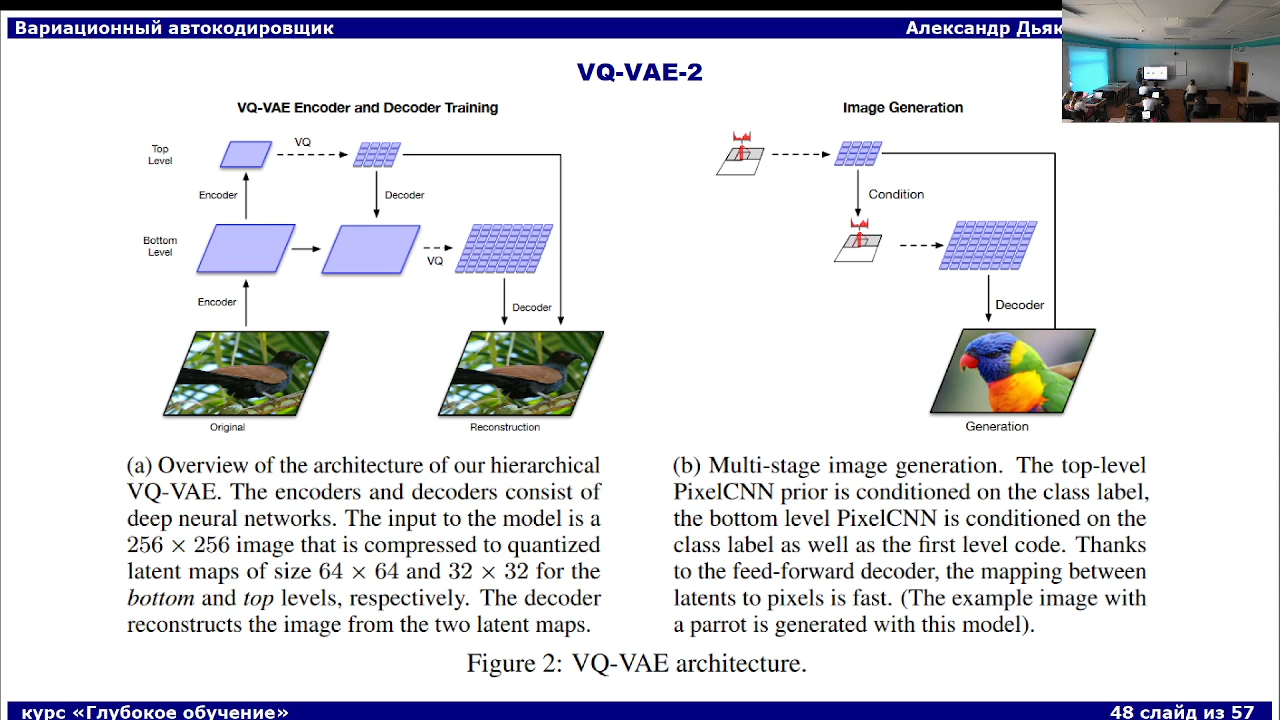 Вариационный автокодировщик
Александр Дьяк
VQ-VAE-2
VQ-VAE Encoder and Decoder Training
Image Generation
Top
Level
VQ
Encoder
Decoder
Condition
Bottom
Level
VQ
Encoder
Decoder
Decoder
Original
Reconstruction
Generation
(a) Overview of the architecture of our hierarchical
VQ-VAE. The encoders and decoders consist of
deep neural networks. The input to the model is a
256 × 256 image that is compressed to quantized
latent maps of size 64 × 64 and 32 × 32 for the
bottom and top levels, respectively. The decoder
reconstructs the image from the two latent maps.
(b) Multi-stage image generation. The top-level
PixelCNN prior is conditioned on the class label,
the bottom level PixelCNN is conditioned on the
class label as well as the first level code. Thanks
to the feed-forward decoder, the mapping between
latents to pixels is fast. (The example image with
a parrot is generated with this model).
Figure 2: VQ-VAE architecture.
курс «Глубокое обучение»
48 слайд из 57